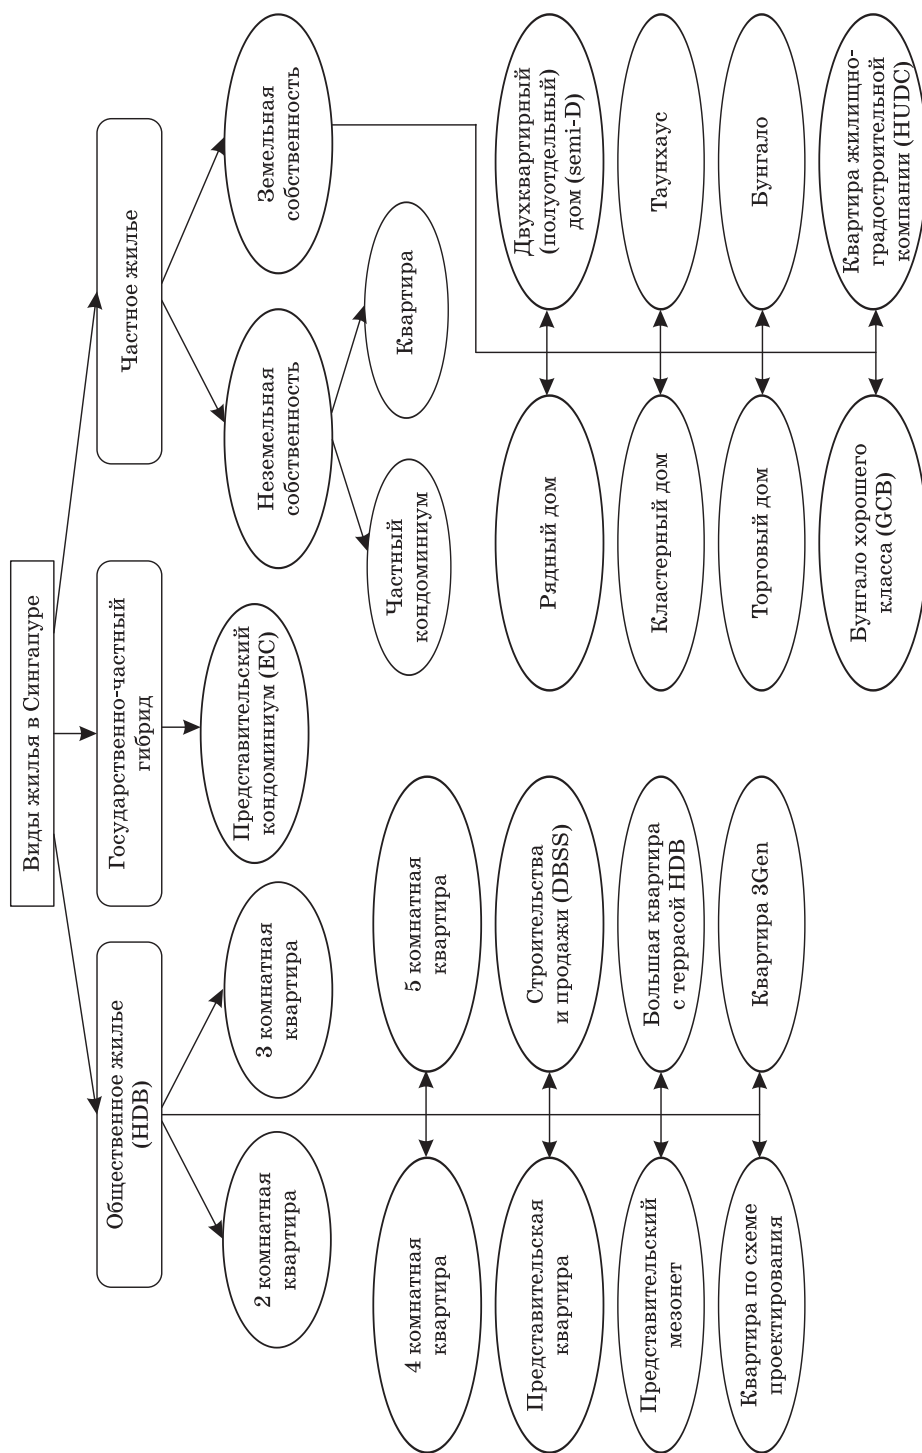 Виды жилья в Сингапуре
Общественное жилье
(HDB)
Государственно-частный
гибрид
Частное жилье
2 комнатная
квартира
3 комнатная
квартира
Представительский
кондоминиум (EC)
Неземельная
собственность
Земельная
собственность
Частный
кондоминиум
Квартира
4 комнатная
квартира
5 комнатная
квартира
Представительская
квартира
Строительства
и продажи (DBSS)
Представительский
мезонет
Большая квартира
с террасой HDB
Квартира по схеме
проектирования
Квартира 3Gen
Рядный дом
Двухквартирный
(полуотдельный)
дом (semi-D)
Кластерный дом
Таунхаус
Торговый дом
Бунгало
Бунгало хорошего
класса (GCB)
Квартира жилищно-
градостроительной
компании (HUDC)